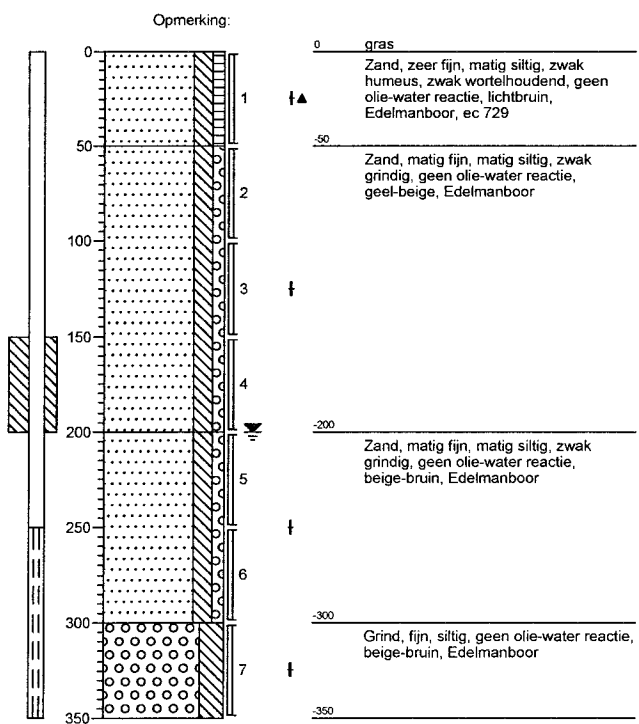 Opmerking:
0
0
gras
Zand, zeer fijn, matig siltig, zwak
humeus, zwak wortelhoudend, geen
olie-water reactie, lichtbruin,
Edelmanboor, ec 729
1
50
-50
Zand, matig fijn, matig siltig, zwak
grindig, geen olie-water reactie,
geel-beige, Edelmanboor
2
100
3
150
4
200
-200
Zand, matig fijn, matig siltig, zwak
grindig, geen olie-water reactie,
beige-bruin, Edelmanboor
5
250
6
300
-300
Grind, fijn, siltig, geen olie-water reactie,
beige-bruin, Edelmanboor
7
350
-350